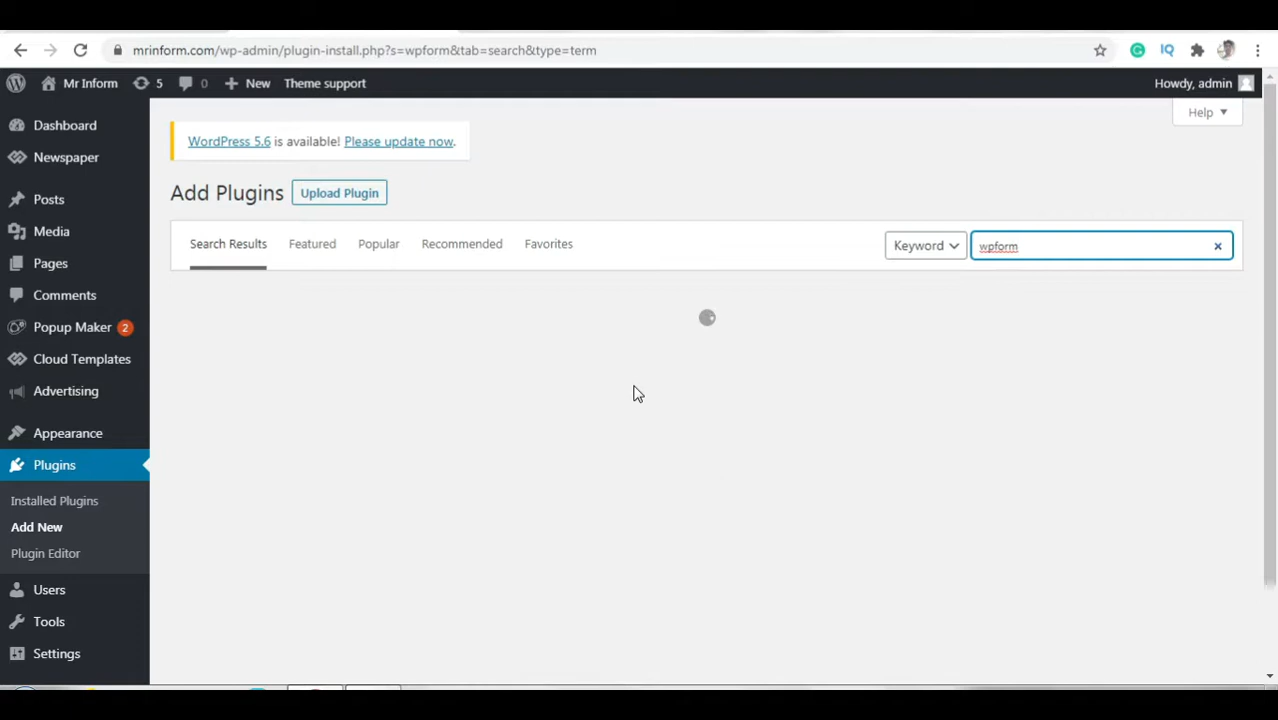 mrinform.com/wp-admin/plugin-install.php?s=wpform&tab=search&type=term
Mr Inform 5 0 New Theme support Howdy, admin
Help
Dashboard
Newspaper
Posts
Media
Pages
Comments
Popup Maker 2
Cloud Templates
Advertising
Appearance
Plugins
Installed Plugins
Add New
Plugin Editor
Users
Tools
Settings
WordPress 5.6 is available! Please update now.
Add Plugins Upload Plugin
Search Results Featured Popular Recommended Favorites Keyword wpform